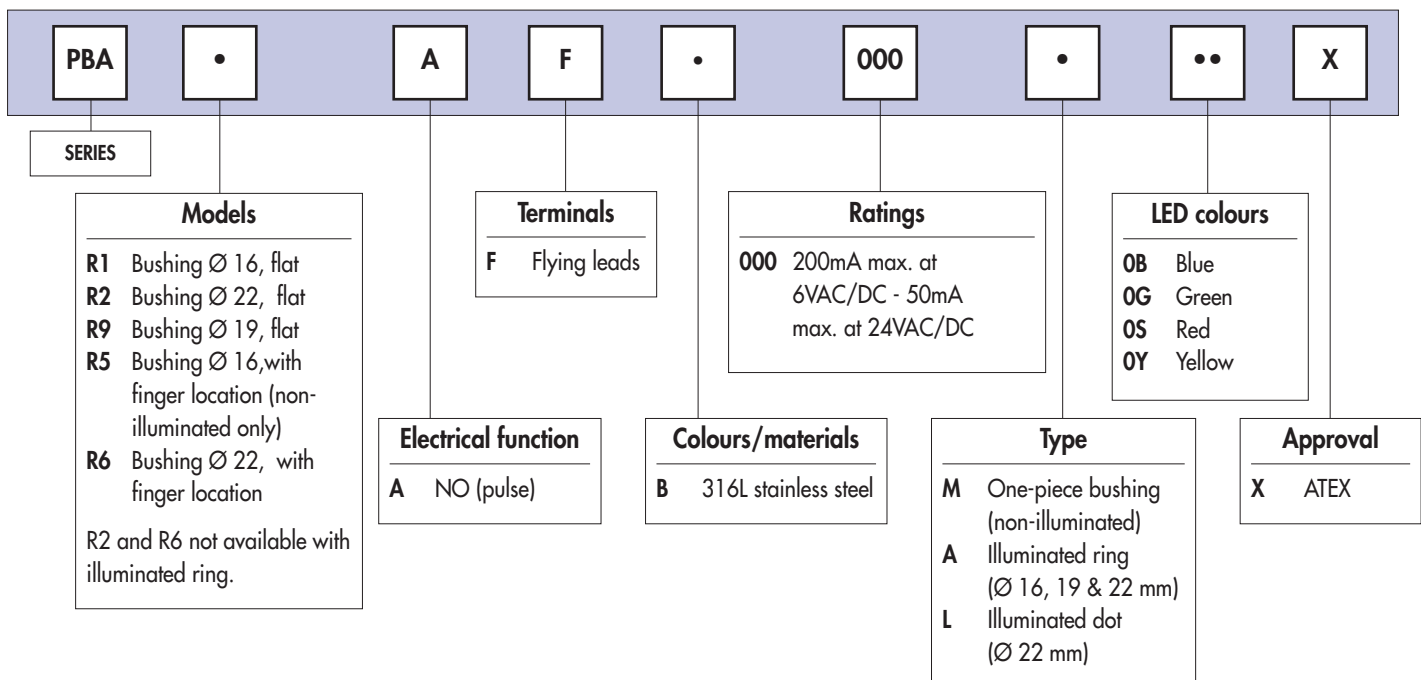 PBA • A F • 000 • •• X
SERIES
Models
R1 Bushing Ø 16, flat
R2 Bushing Ø 22, flat
R9 Bushing Ø 19, flat
R5 Bushing Ø 16,with
finger location (non-
illuminated only)
R6 Bushing Ø 22, with
finger location
R2 and R6 not available with
illuminated ring.
Electrical function
A NO (pulse)
Terminals
F Flying leads
Colours/materials
B 316L stainless steel
Ratings
000 200mA max. at
6VAC/DC - 50mA
max. at 24VAC/DC
Type
M One-piece bushing
(non-illuminated)
A Illuminated ring
(Ø 16, 19 & 22 mm)
L Illuminated dot
(Ø 22 mm)
LED colours
0B Blue
0G Green
0S Red
0Y Yellow
Approval
X ATEX